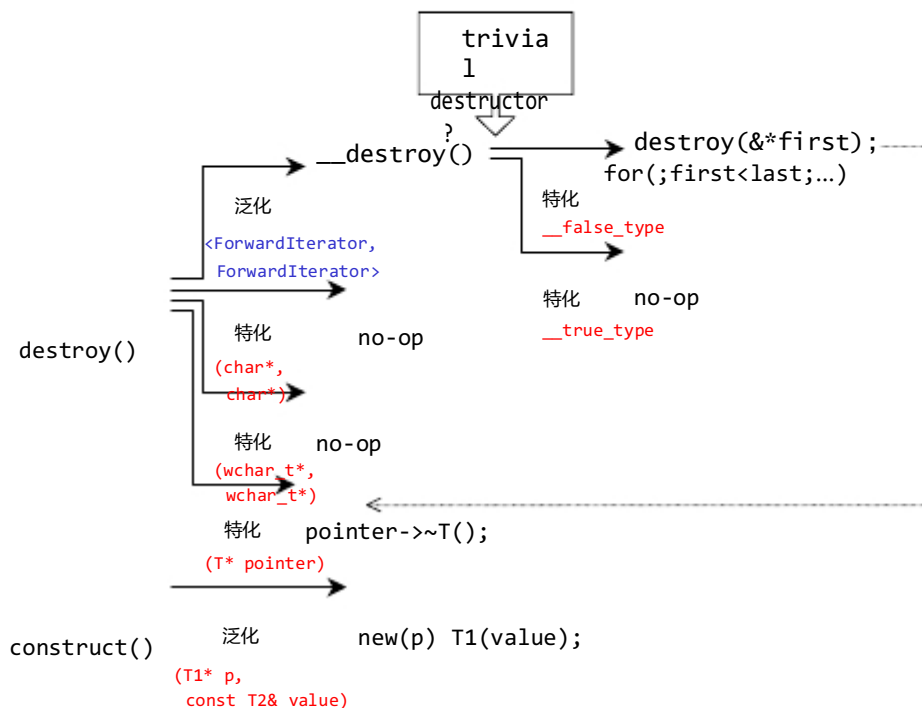 trivia
l
destructor
?
__destroy()
destroy(&*first);
for(;first<last;…)
泛化
<ForwardIterator,
ForwardIterator>
特化
__false_type
特化
no-op
__true_type
destroy()
特化
no-op
(char*,
char*)
特化
no-op
(wchar_t*,
wchar_t*)
特化
pointer->~T();
(T* pointer)
construct()
泛化
new(p) T1(value);
(T1* p,
const T2& value)